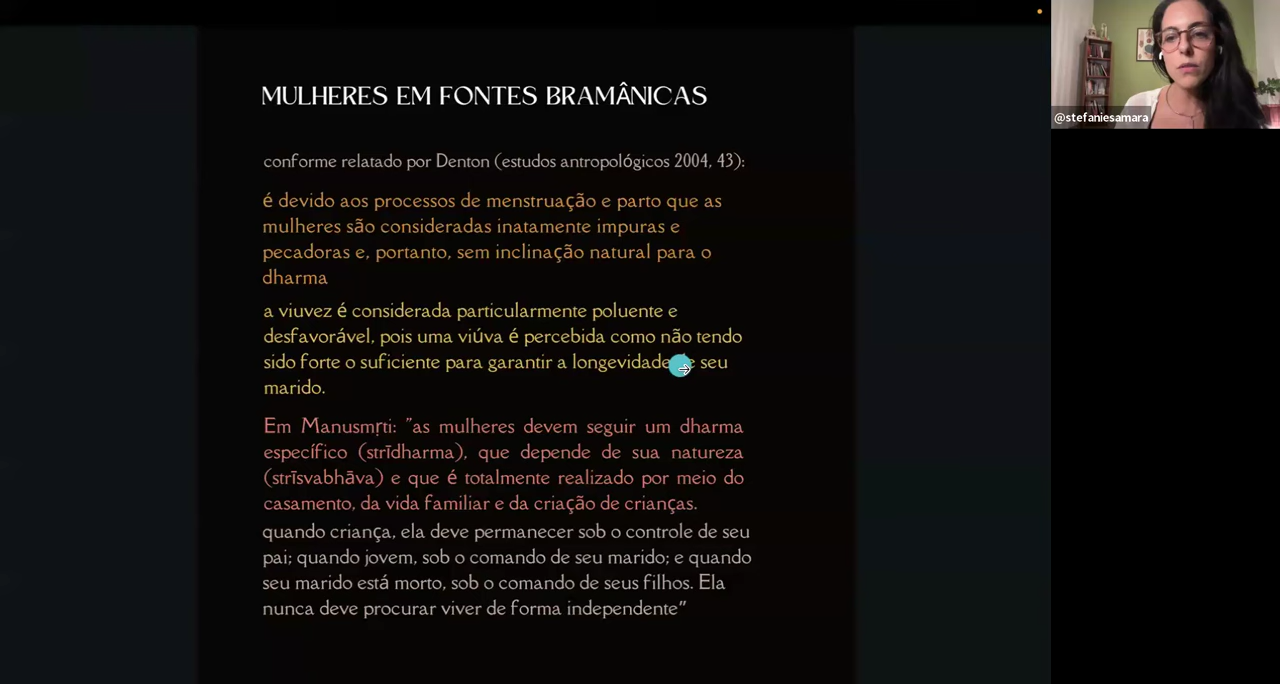 MULHERES EM FONTES BRAMÂNICAS
conforme relatado por Denton (estudos antropológicos 2004, 43):
é devido aos processos de menstruação e parto que as
mulheres são consideradas inatamente impuras e
pecadoras e, portanto, sem inclinação natural para o
dharma
a viuvez é considerada particularmente poluente e
desfavorável, pois uma viúva é percebida como não tendo
sido forte o suficiente para garantir a longevidade de seu
marido.
Em Manusmṛti: "as mulheres devem seguir um dharma
específico (strīdharma), que depende de sua natureza
(strīsvabhāva) e que é totalmente realizado por meio do
casamento, da vida familiar e da criação de crianças.
quando criança, ela deve permanecer sob o controle de seu
pai; quando jovem, sob o comando de seu marido; e quando
seu marido está morto, sob o comando de seus filhos. Ela
nunca deve procurar viver de forma independente"
@stefaniesamara